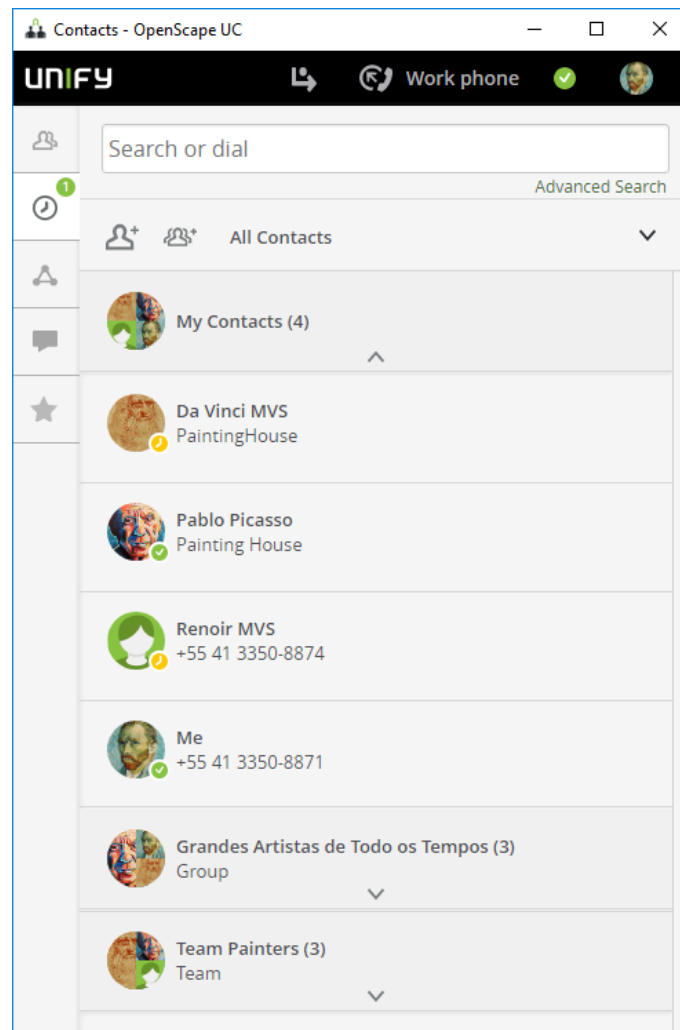 Contacts - OpenScape UC
UNIFY
Work phone
Search or dial
1
Advanced Search
All Contacts
My Contacts (4)
Da Vinci MVS
PaintingHouse
Pablo Picasso
Painting House
Renoir MVS
+55 41 3350-8874
Me
+55 41 3350-8871
Grandes Artistas de Todo os Tempos (3)
Group
Team Painters (3)
Team